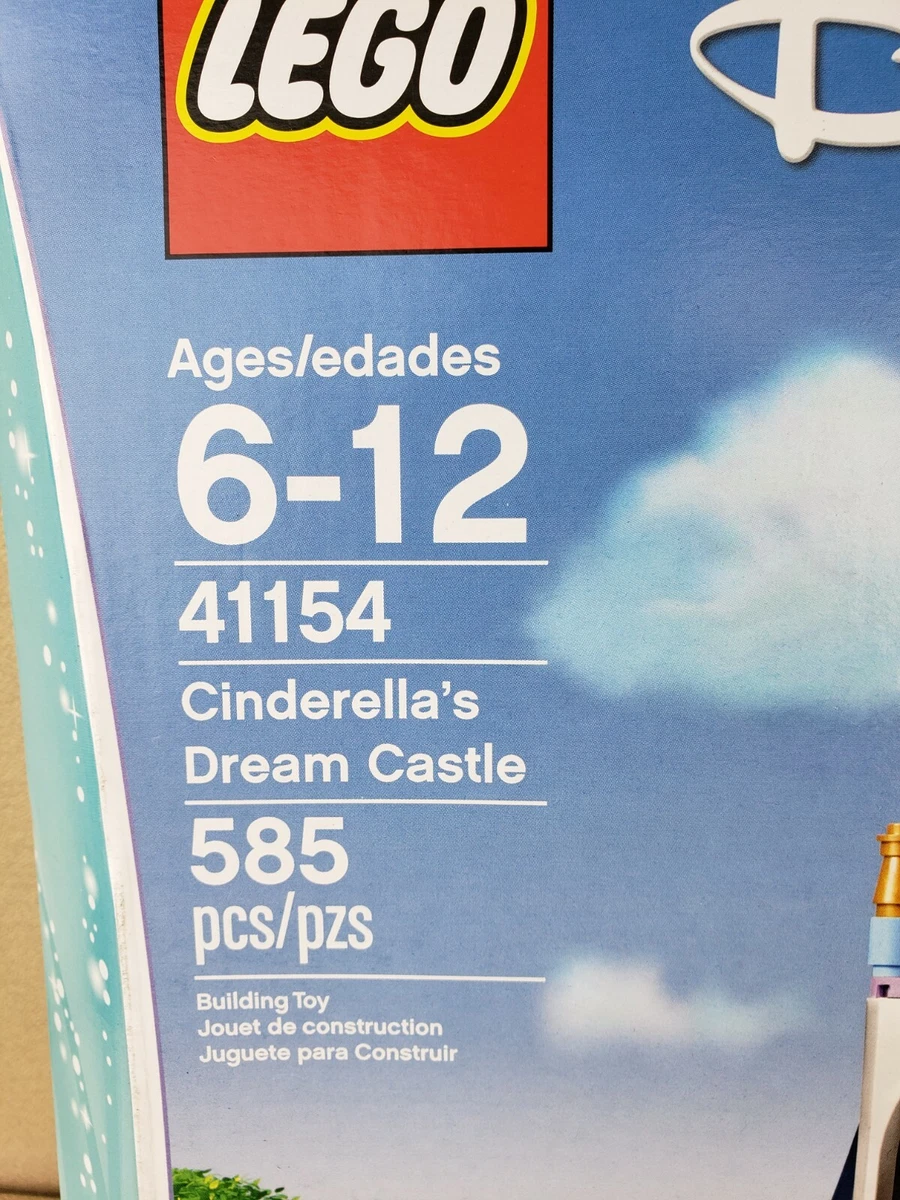 LEGO
Ages/edades
6-12
41154
Cinderella's
Dream Castle
585
pcs/pzs
Building Toy
Jouet de construction
Juguete para Construir